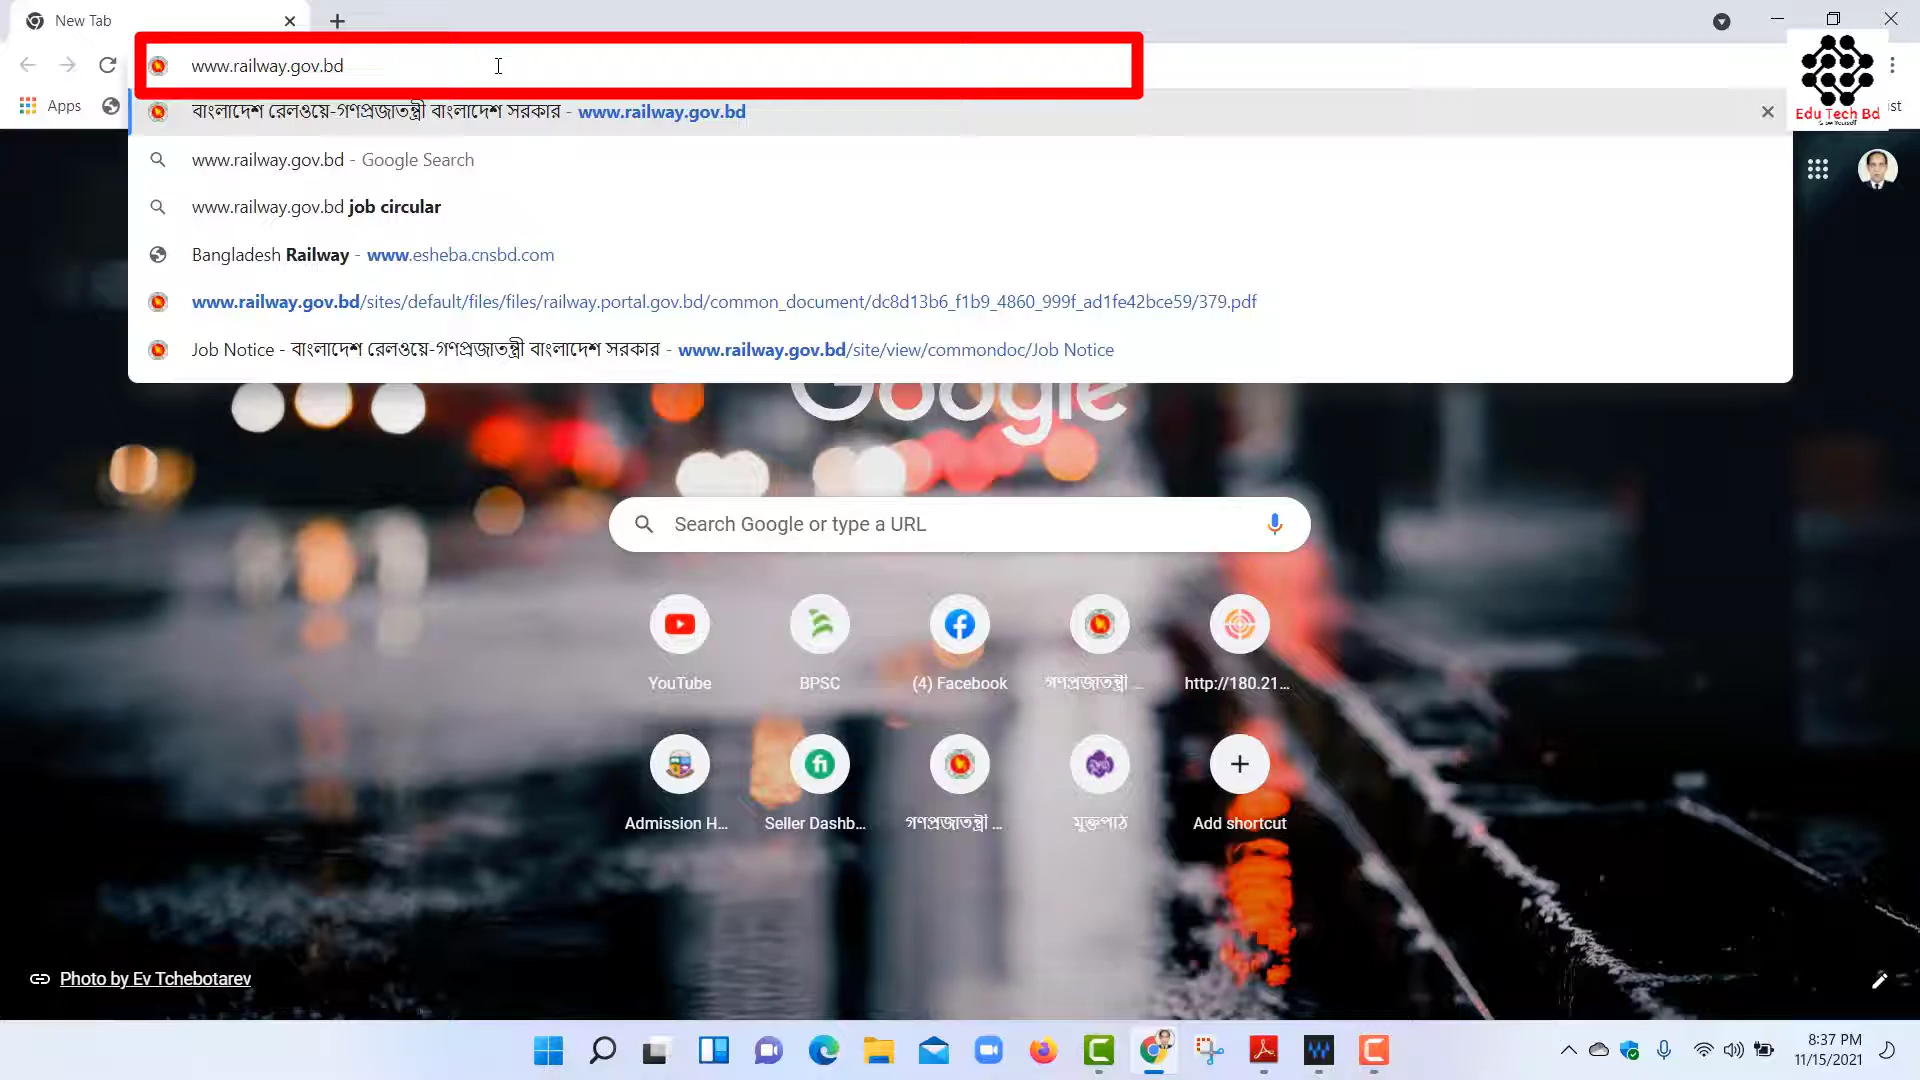 New Tab
www.railway.gov.bd
Apps
বাংলাদেশ রেলওয়ে-গণপ্রজাতন্ত্রী বাংলাদেশ সরকার - www.railway.gov.bd
ist
Edu Tech Bd
www.railway.gov.bd - Google Search
www.railway.gov.bd job circular
Bangladesh Railway - www.esheba.cnsbd.com
www.railway.gov.bd/sites/default/files/files/railway.portal.gov.bd/common_document/dc8d13b6_f1b9_4860_999f_ad1fe42bce59/379.pdf
Job Notice - বাংলাদেশ রেলওয়ে-গণপ্রজাতন্ত্রী বাংলাদেশ সরকার - www.railway.gov.bd/site/view/commondoc/Job Notice
Google
Search Google or type a URL
YouTube
BPSC
(4) Facebook
গণপ্রজাতন্ত্রী ...
http://180.21...
Admission H...
Seller Dashb...
গণপ্রজাতন্ত্রী ...
মুক্তপাঠ
Add shortcut
Photo by Ev Tchebotarev
8:37 PM
11/15/2021